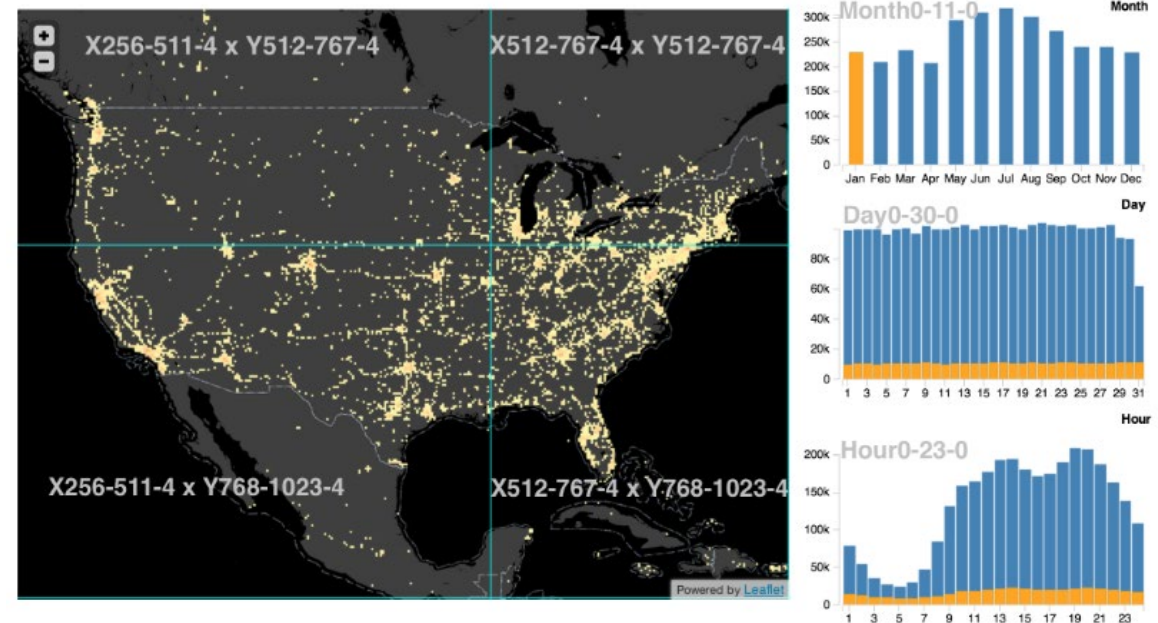 +
X256-511-4 x Y512-767-4
X512-767-4 x Y512-767-4
-
X256-511-4 x Y768-1023-4
X512-767-4 x Y768-1023-4
Powered by Leaflet
Month0-11-0
Month
300k
250k
200k
150k
100k
50k
0
Jan Feb Mar Apr May Jun Jul Aug Sep Oct Nov Dec
Day0-30-0
Day
80k
60k
40k
20k
0
1 3 5 7 9 11 13 15 17 19 21 23 25 27 29 31
Hour0-23-0
Hour
200k
150k
100k
50k
0
1 3 5 7 9 11 13 15 17 19 21 23